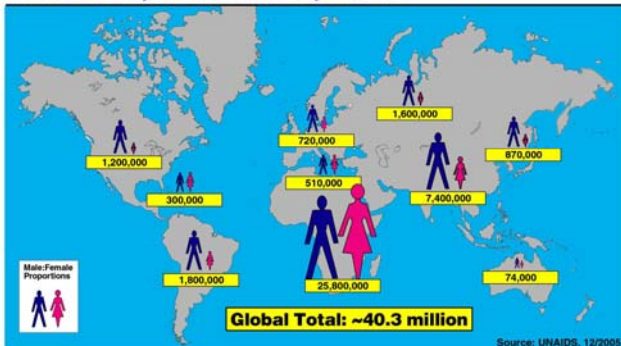 1,600,000
720,000
1,200,000
870,000
510,000
300,000
7,400,000
1,800,000
25,800,000
74,000
Male:Female
Proportions
Global Total: ~40.3 million
Source: UNAIDS, 12/2005